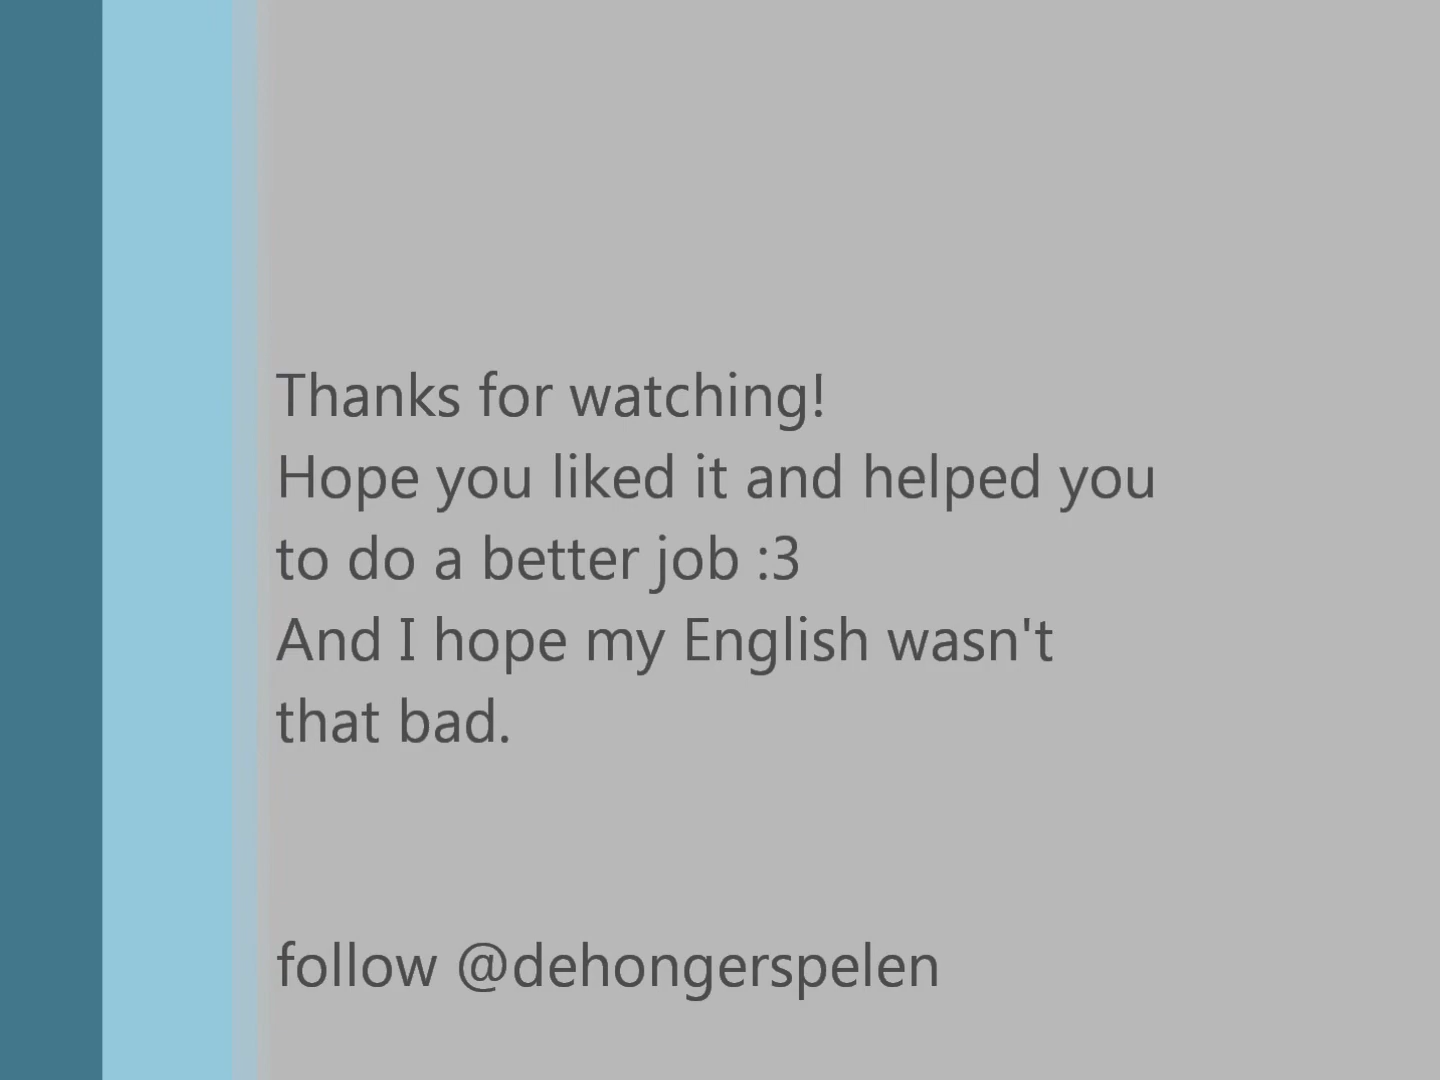 Thanks for watching!
Hope you liked it and helped you
to do a better job :3
And I hope my English wasn't
that bad.
follow @dehongerspelen